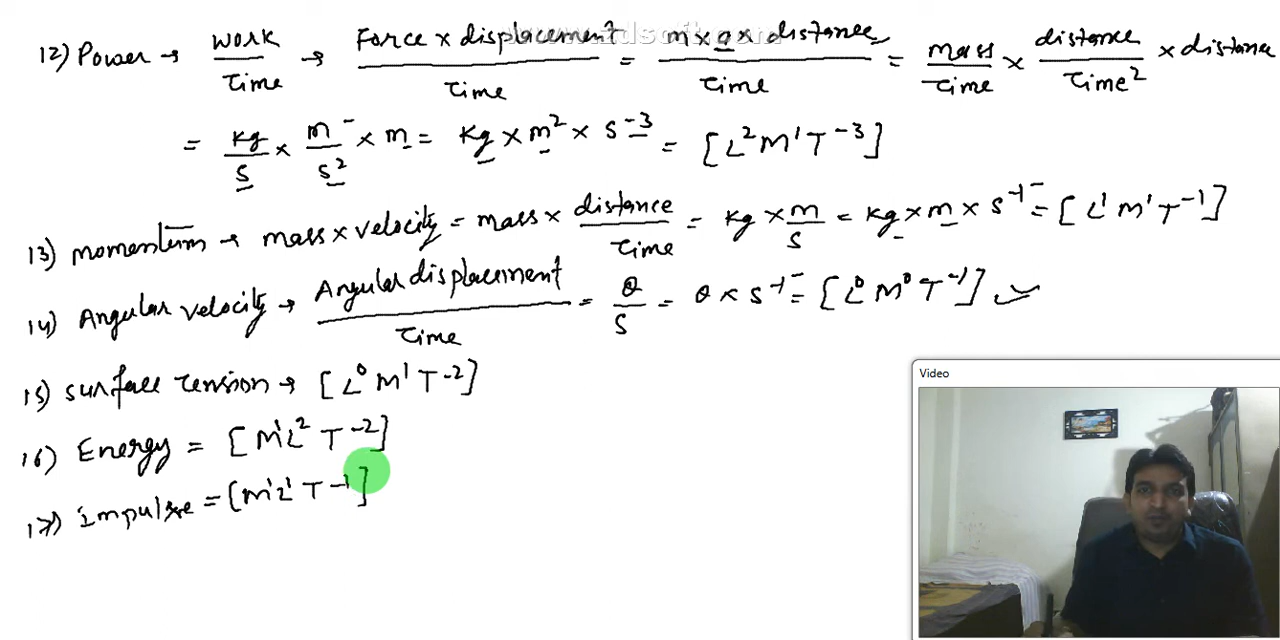 12) Power → work/Time → Force × displacement/Time = m × a × distance/Time = mass/Time × distance/Time² × distance
= kg/s × m/s² × m = kg × m² × s⁻³ = [L² M¹ T⁻³]
13) momentum → mass × velocity = mass × distance/Time = kg × m/s = kg × m × s⁻¹ = [L¹ M¹ T⁻¹]
14) Angular velocity → Angular displacement/Time = θ/s = θ × s⁻¹ = [L⁰ M⁰ T⁻¹] ✓
15) surface Tension → [L⁰ M¹ T⁻²]
16) Energy = [M¹ L² T⁻²]
17) impulse = [M¹ L¹ T⁻¹]
Video